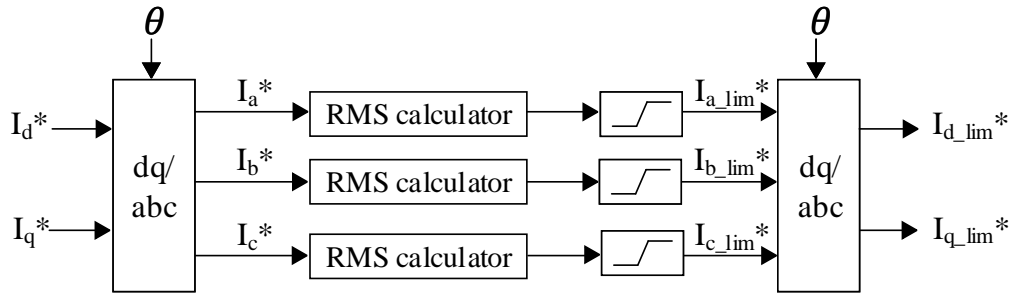 θ θ
I_d* I_q*
dq/
abc
I_a* RMS calculator I_a_lim*
I_b* RMS calculator I_b_lim*
I_c* RMS calculator I_c_lim*
dq/
abc
I_d_lim*
I_q_lim*